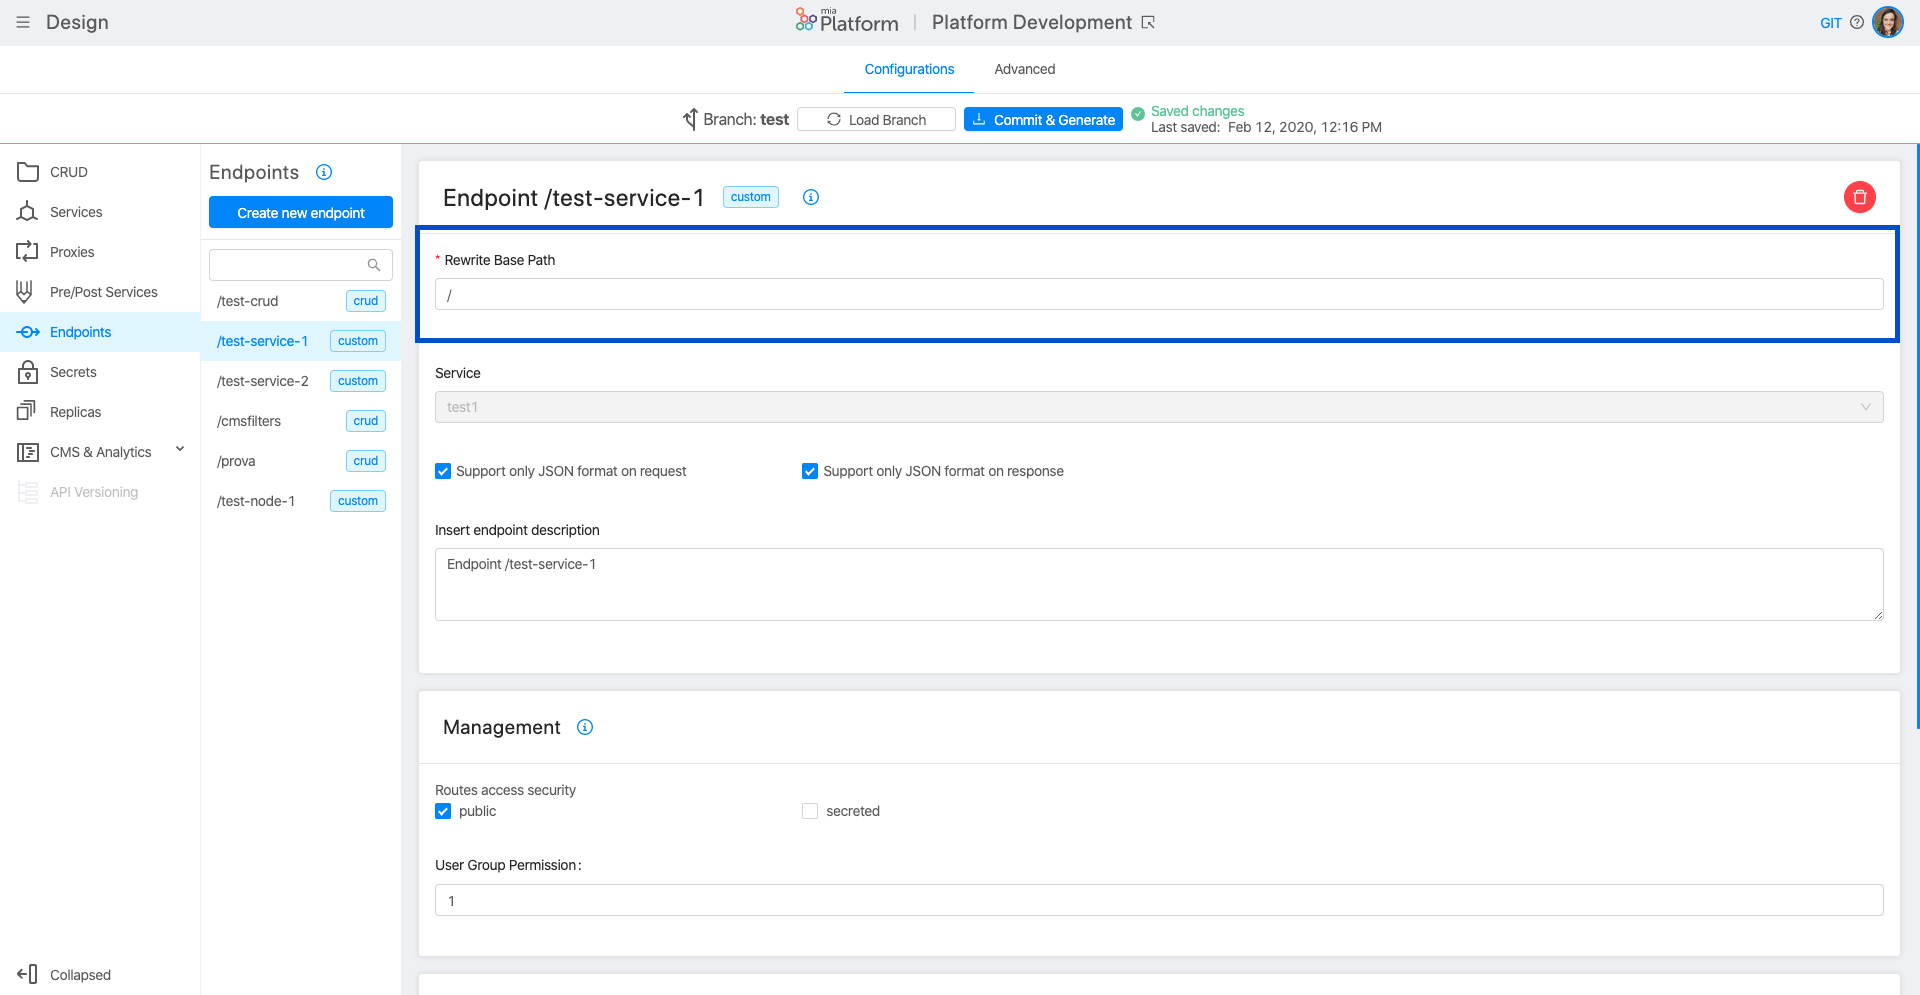 Design
mia
Platform
Platform Development
GIT
Configurations
Advanced
Branch: test
Load Branch
Commit & Generate
Saved changes
Last saved: Feb 12, 2020, 12:16 PM
CRUD
Services
Proxies
Pre/Post Services
Endpoints
Secrets
Replicas
CMS & Analytics
API Versioning
Collapsed
Endpoints
Create new endpoint
/test-crud crud
/test-service-1 custom
/test-service-2 custom
/cmsfilters crud
/prova crud
/test-node-1 custom
Endpoint /test-service-1 custom
* Rewrite Base Path
/
Service
test1
Support only JSON format on request
Support only JSON format on response
Insert endpoint description
Endpoint /test-service-1
Management
Routes access security
public
secreted
User Group Permission:
1